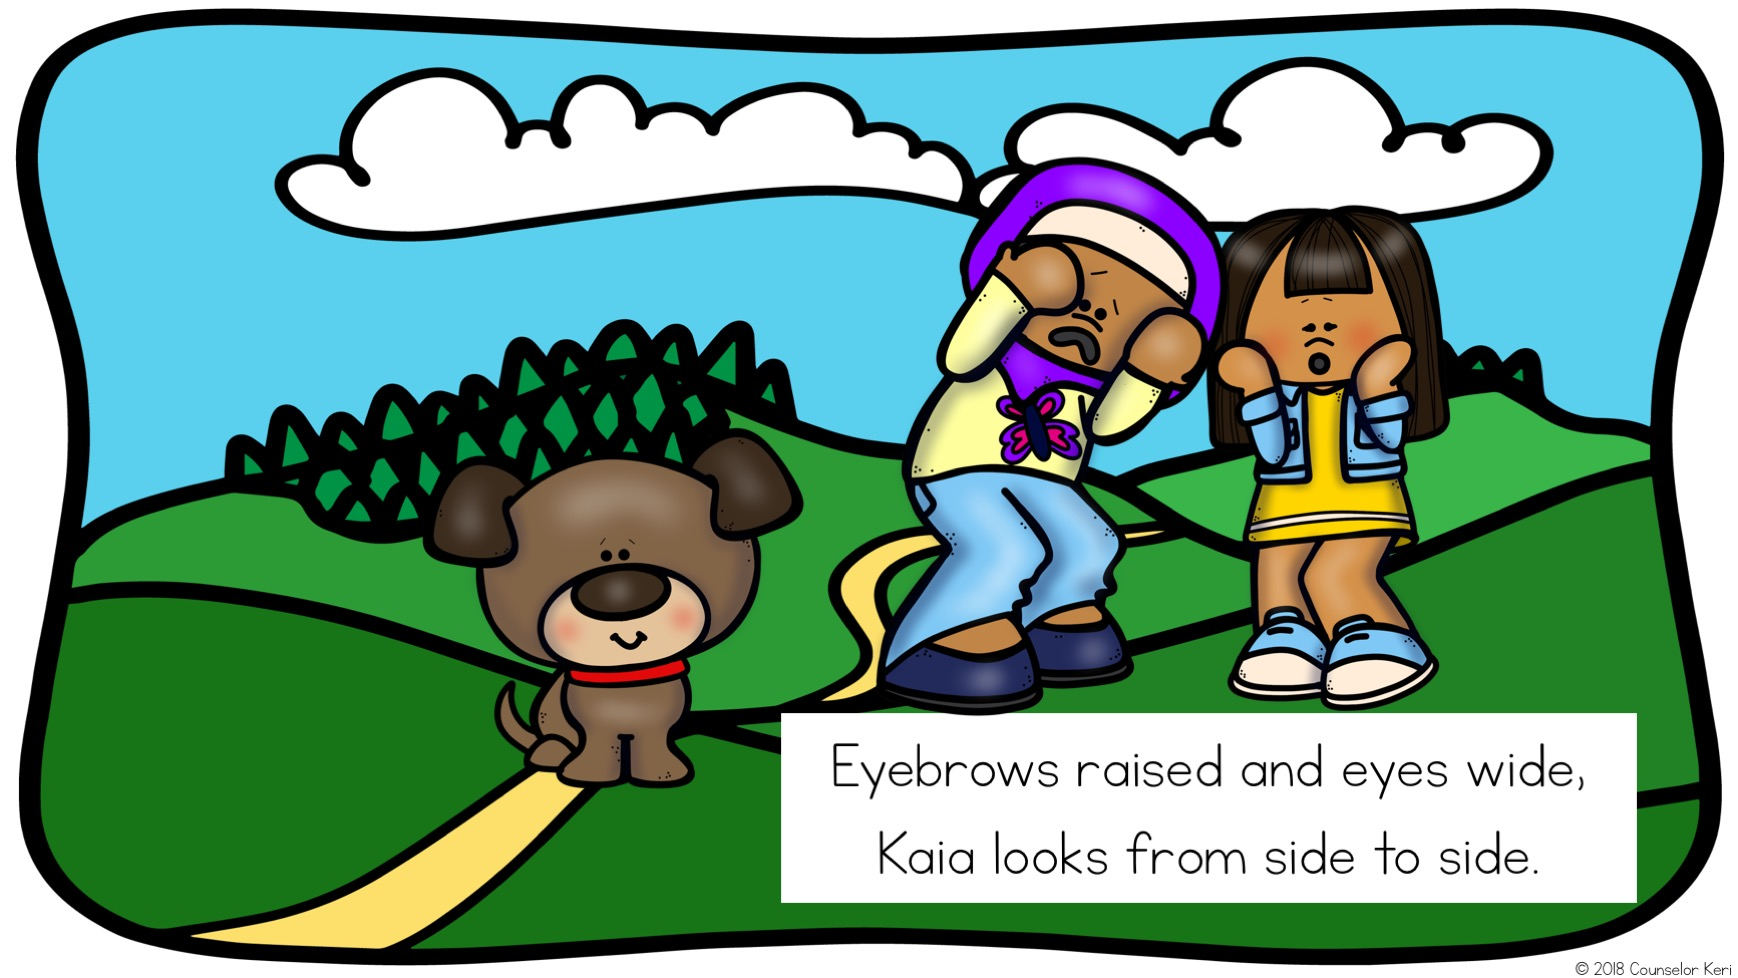 Eyebrows raised and eyes wide,
Kaia looks from side to side.
© 2018 Counselor Keri